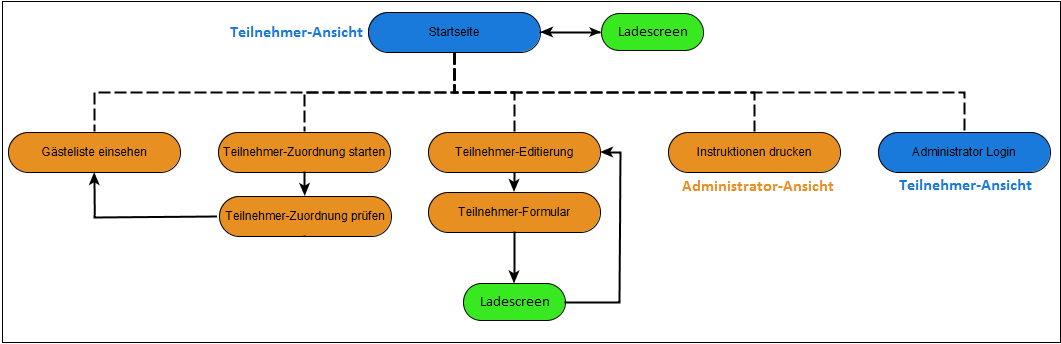 Teilnehmer-Ansicht
Startseite
Ladescreen
Gästeliste einsehen
Teilnehmer-Zuordnung starten
Teilnehmer-Editierung
Instruktionen drucken
Administrator Login
Administrator-Ansicht
Teilnehmer-Ansicht
Teilnehmer-Zuordnung prüfen
Teilnehmer-Formular
Ladescreen